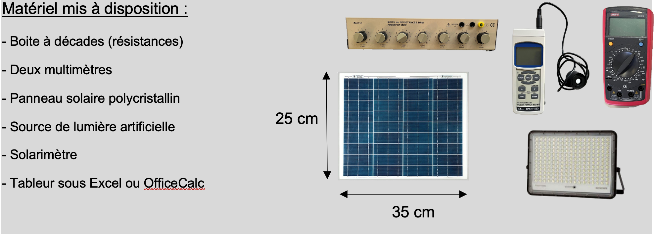 Matériel mis à disposition :
- Boite à décades (résistances)
- Deux multimètres
- Panneau solaire polycristallin
- Source de lumière artificielle
- Solarimètre
- Tableur sous Excel ou OfficeCalc
25 cm
35 cm